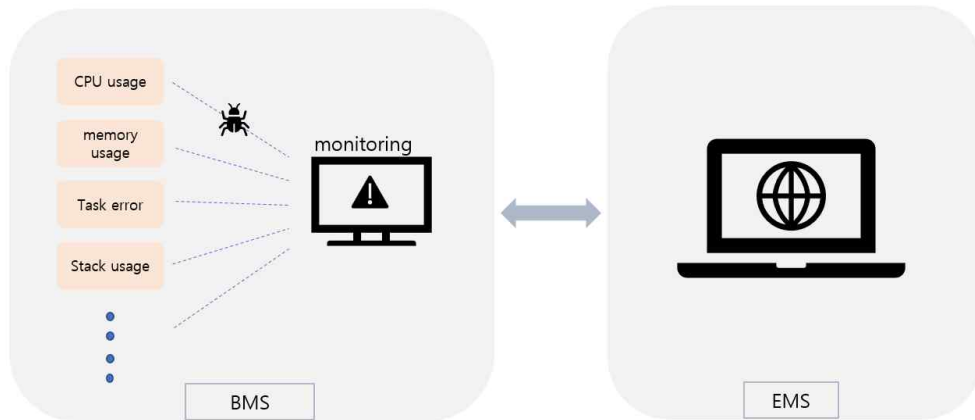 CPU usage
memory
usage
Task error
Stack usage
monitoring
BMS
EMS